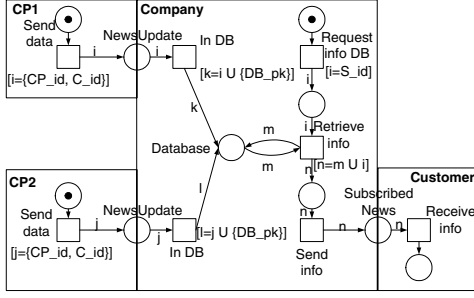 CP1
Send
data
i
[i={CP_id, C_id}]
NewsUpdate
Company
i
In DB
[k=i U {DB_pk}]
k
Request
info DB
[i=S_id]
i
i
Retrieve
info
[n=m U i]
Database
m
m
n
n
CP2
Send
data
j
[j={CP_id, C_id}]
NewsUpdate
j
In DB
l
[l=j U {DB_pk}]
Send
info
n
Customer
Subscribed
News
n
Receive
info